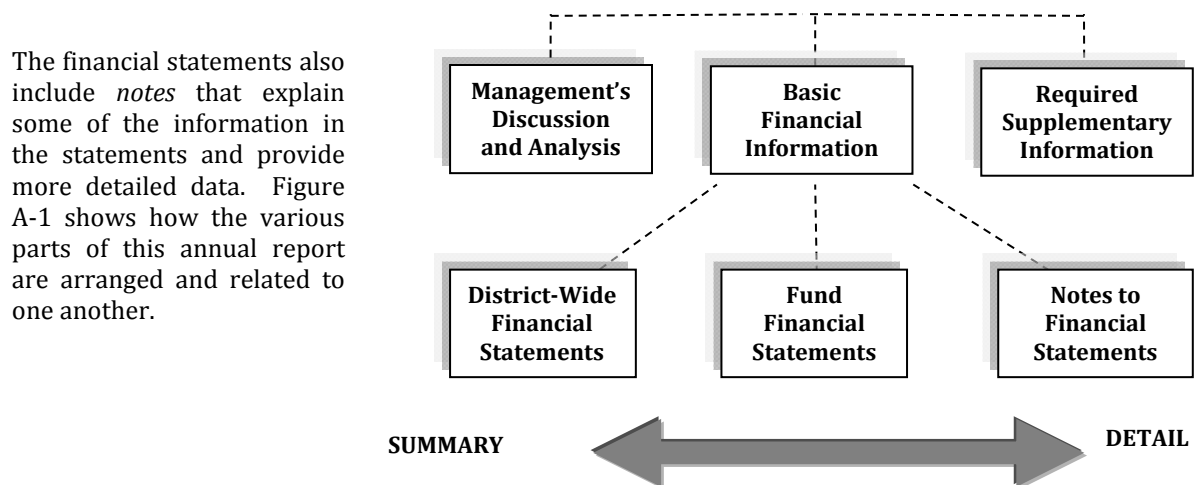 The financial statements also
include notes that explain
some of the information in
the statements and provide
more detailed data. Figure
A-1 shows how the various
parts of this annual report
are arranged and related to
one another.
Management’s
Discussion
and Analysis
Basic
Financial
Information
Required
Supplementary
Information
District-Wide
Financial
Statements
Fund
Financial
Statements
Notes to
Financial
Statements
SUMMARY
DETAIL